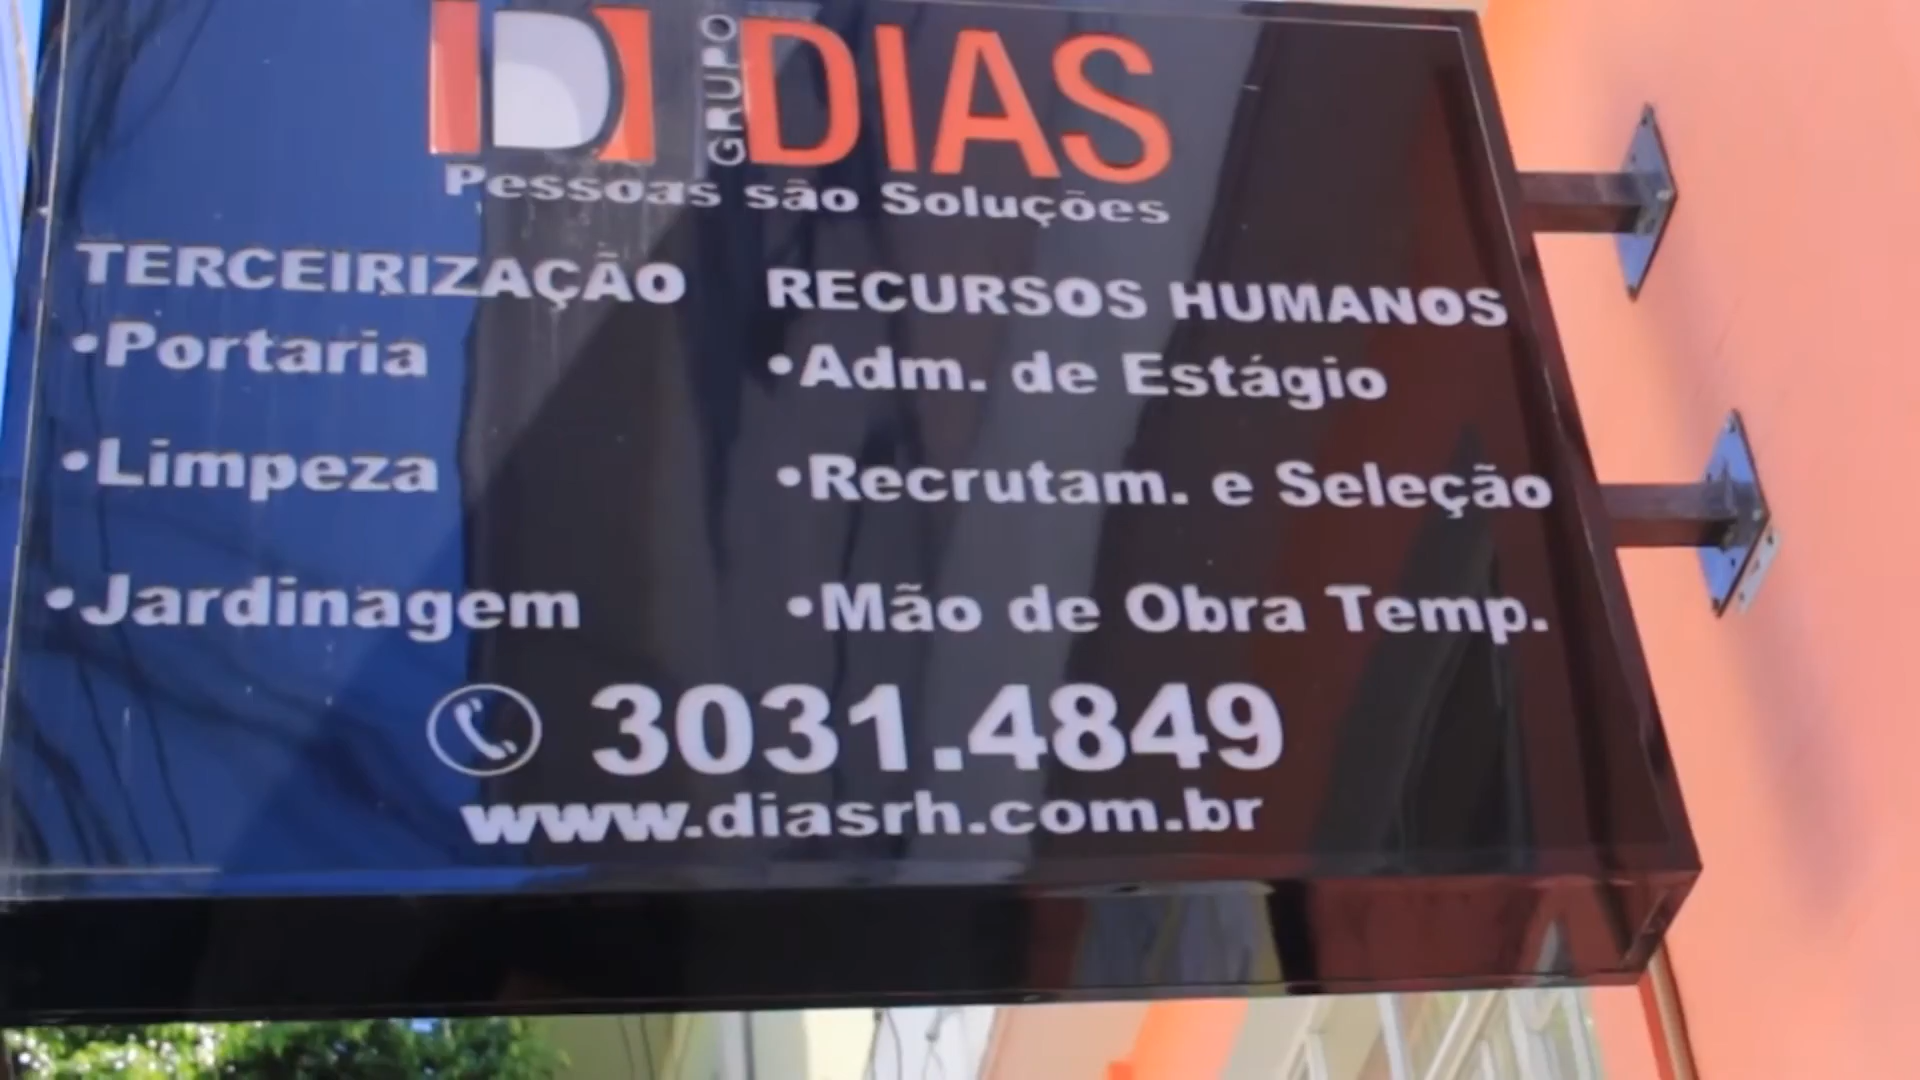 D GRUPO DIAS
Pessoas são Soluções
TERCEIRIZAÇÃO
•Portaria
•Limpeza
•Jardinagem
RECURSOS HUMANOS
•Adm. de Estágio
•Recrutam. e Seleção
•Mão de Obra Temp.
3031.4849
www.diasrh.com.br